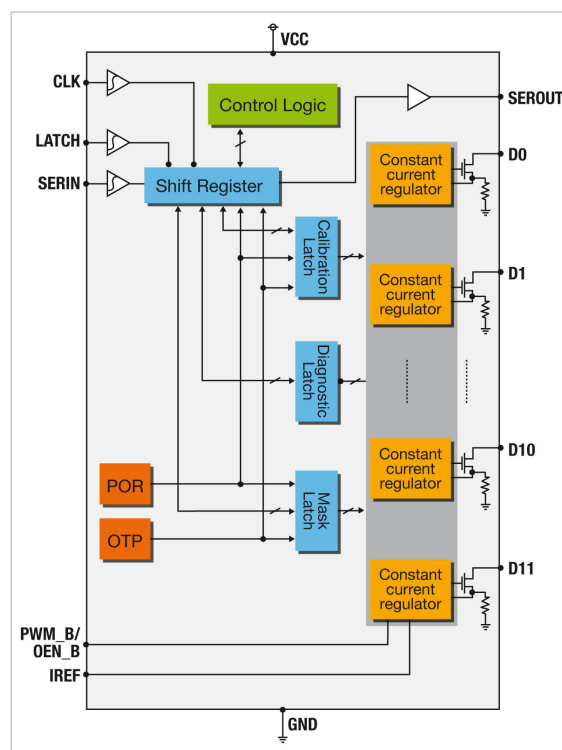 VCC
CLK
SEROUT
Control Logic
LATCH
D0
Constant
current
regulator
SERIN
Shift Register
Calibration
Latch
D1
Constant
current
regulator
Diagnostic
Latch
D10
Constant
current
regulator
POR
Mask
Latch
OTP
D11
Constant
current
regulator
PWM_B/
OEN_B
IREF
GND